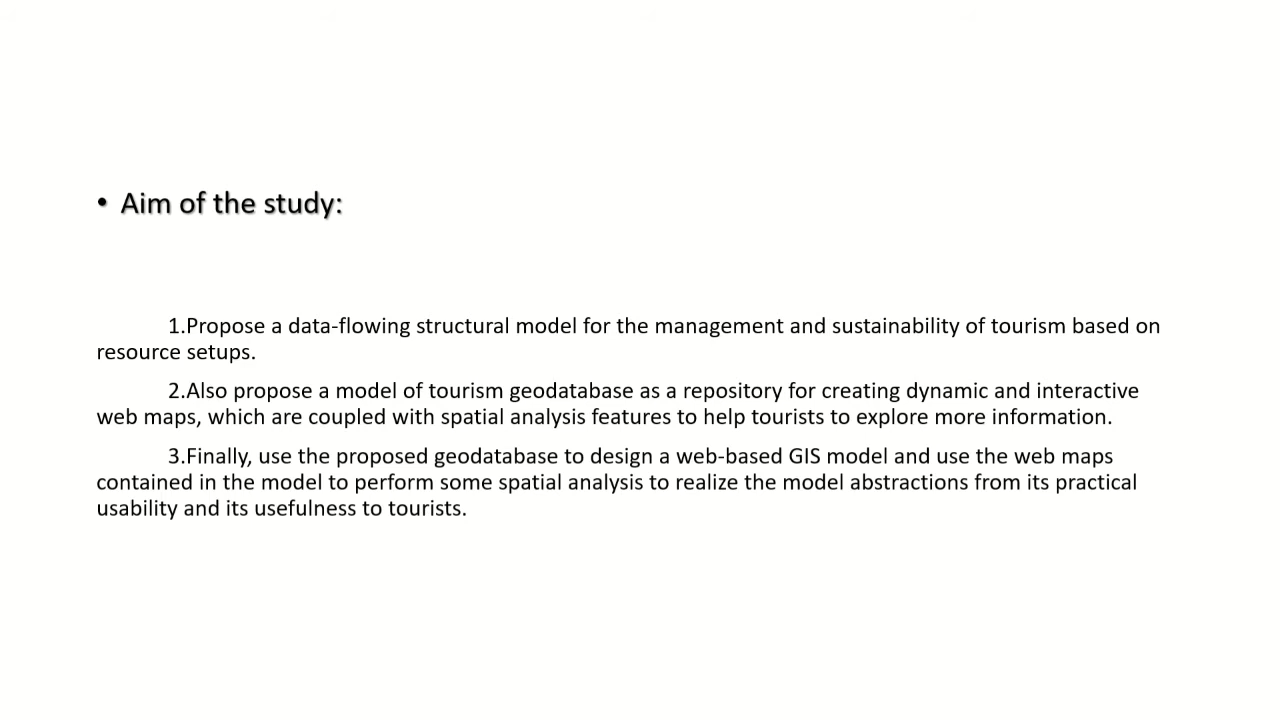 • Aim of the study:
1.Propose a data-flowing structural model for the management and sustainability of tourism based on
resource setups.
2.Also propose a model of tourism geodatabase as a repository for creating dynamic and interactive
web maps, which are coupled with spatial analysis features to help tourists to explore more information.
3.Finally, use the proposed geodatabase to design a web-based GIS model and use the web maps
contained in the model to perform some spatial analysis to realize the model abstractions from its practical
usability and its usefulness to tourists.